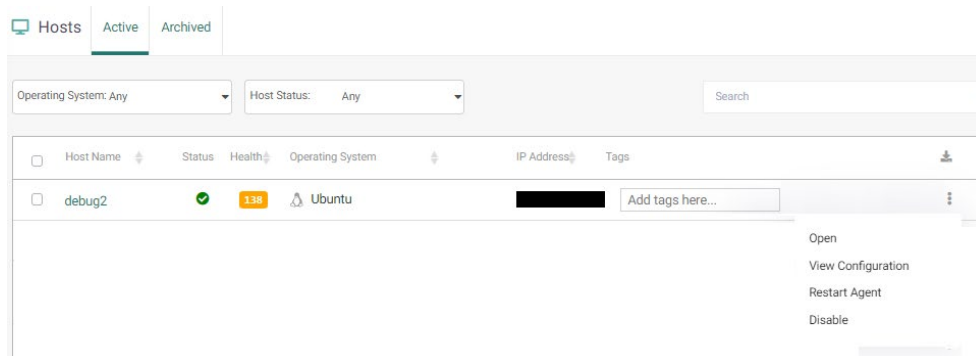 Hosts Active Archived
Operating System: Any Host Status: Any Search
Host Name Status Health Operating System IP Address Tags
debug2 138 Ubuntu Add tags here...
Open
View Configuration
Restart Agent
Disable